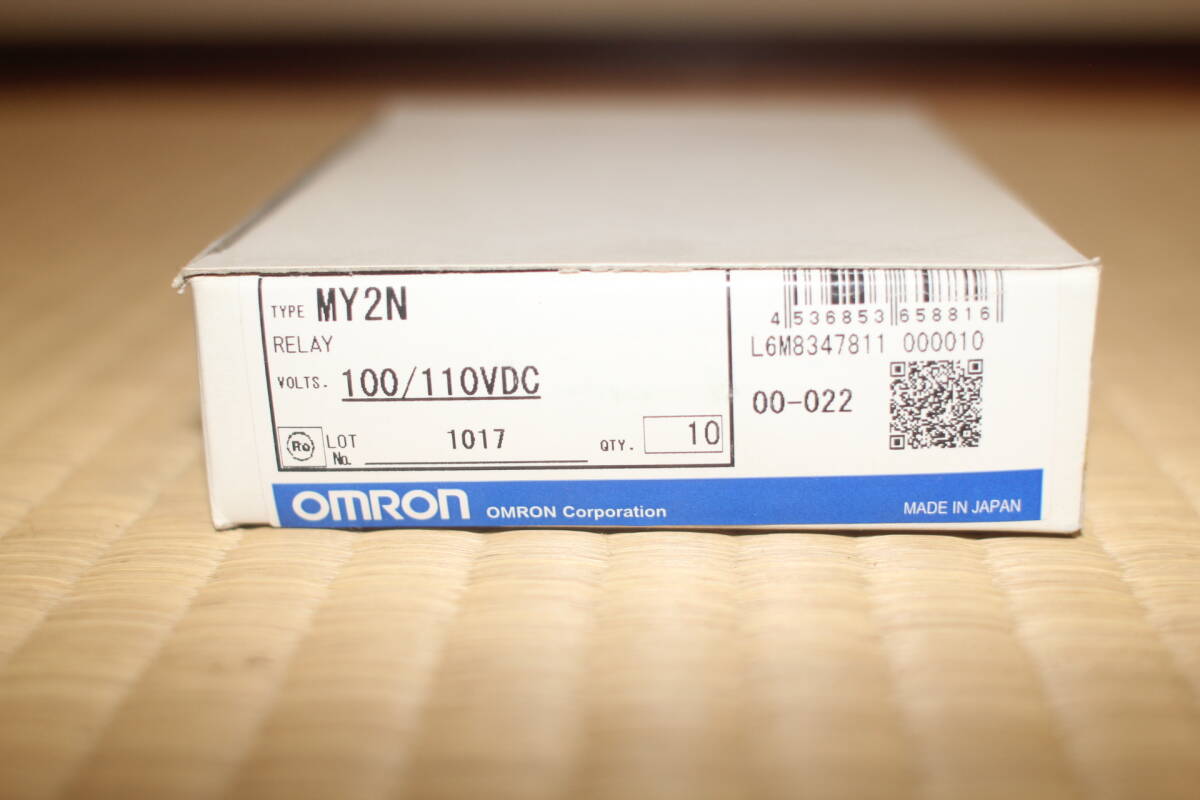 TYPE MY2N
RELAY
VOLTS. 100/110VDC
Ro LOT No. 1017 QTY. 10
4 536853 658816
L6M8347811 000010
00-022
OMRON OMRON Corporation MADE IN JAPAN